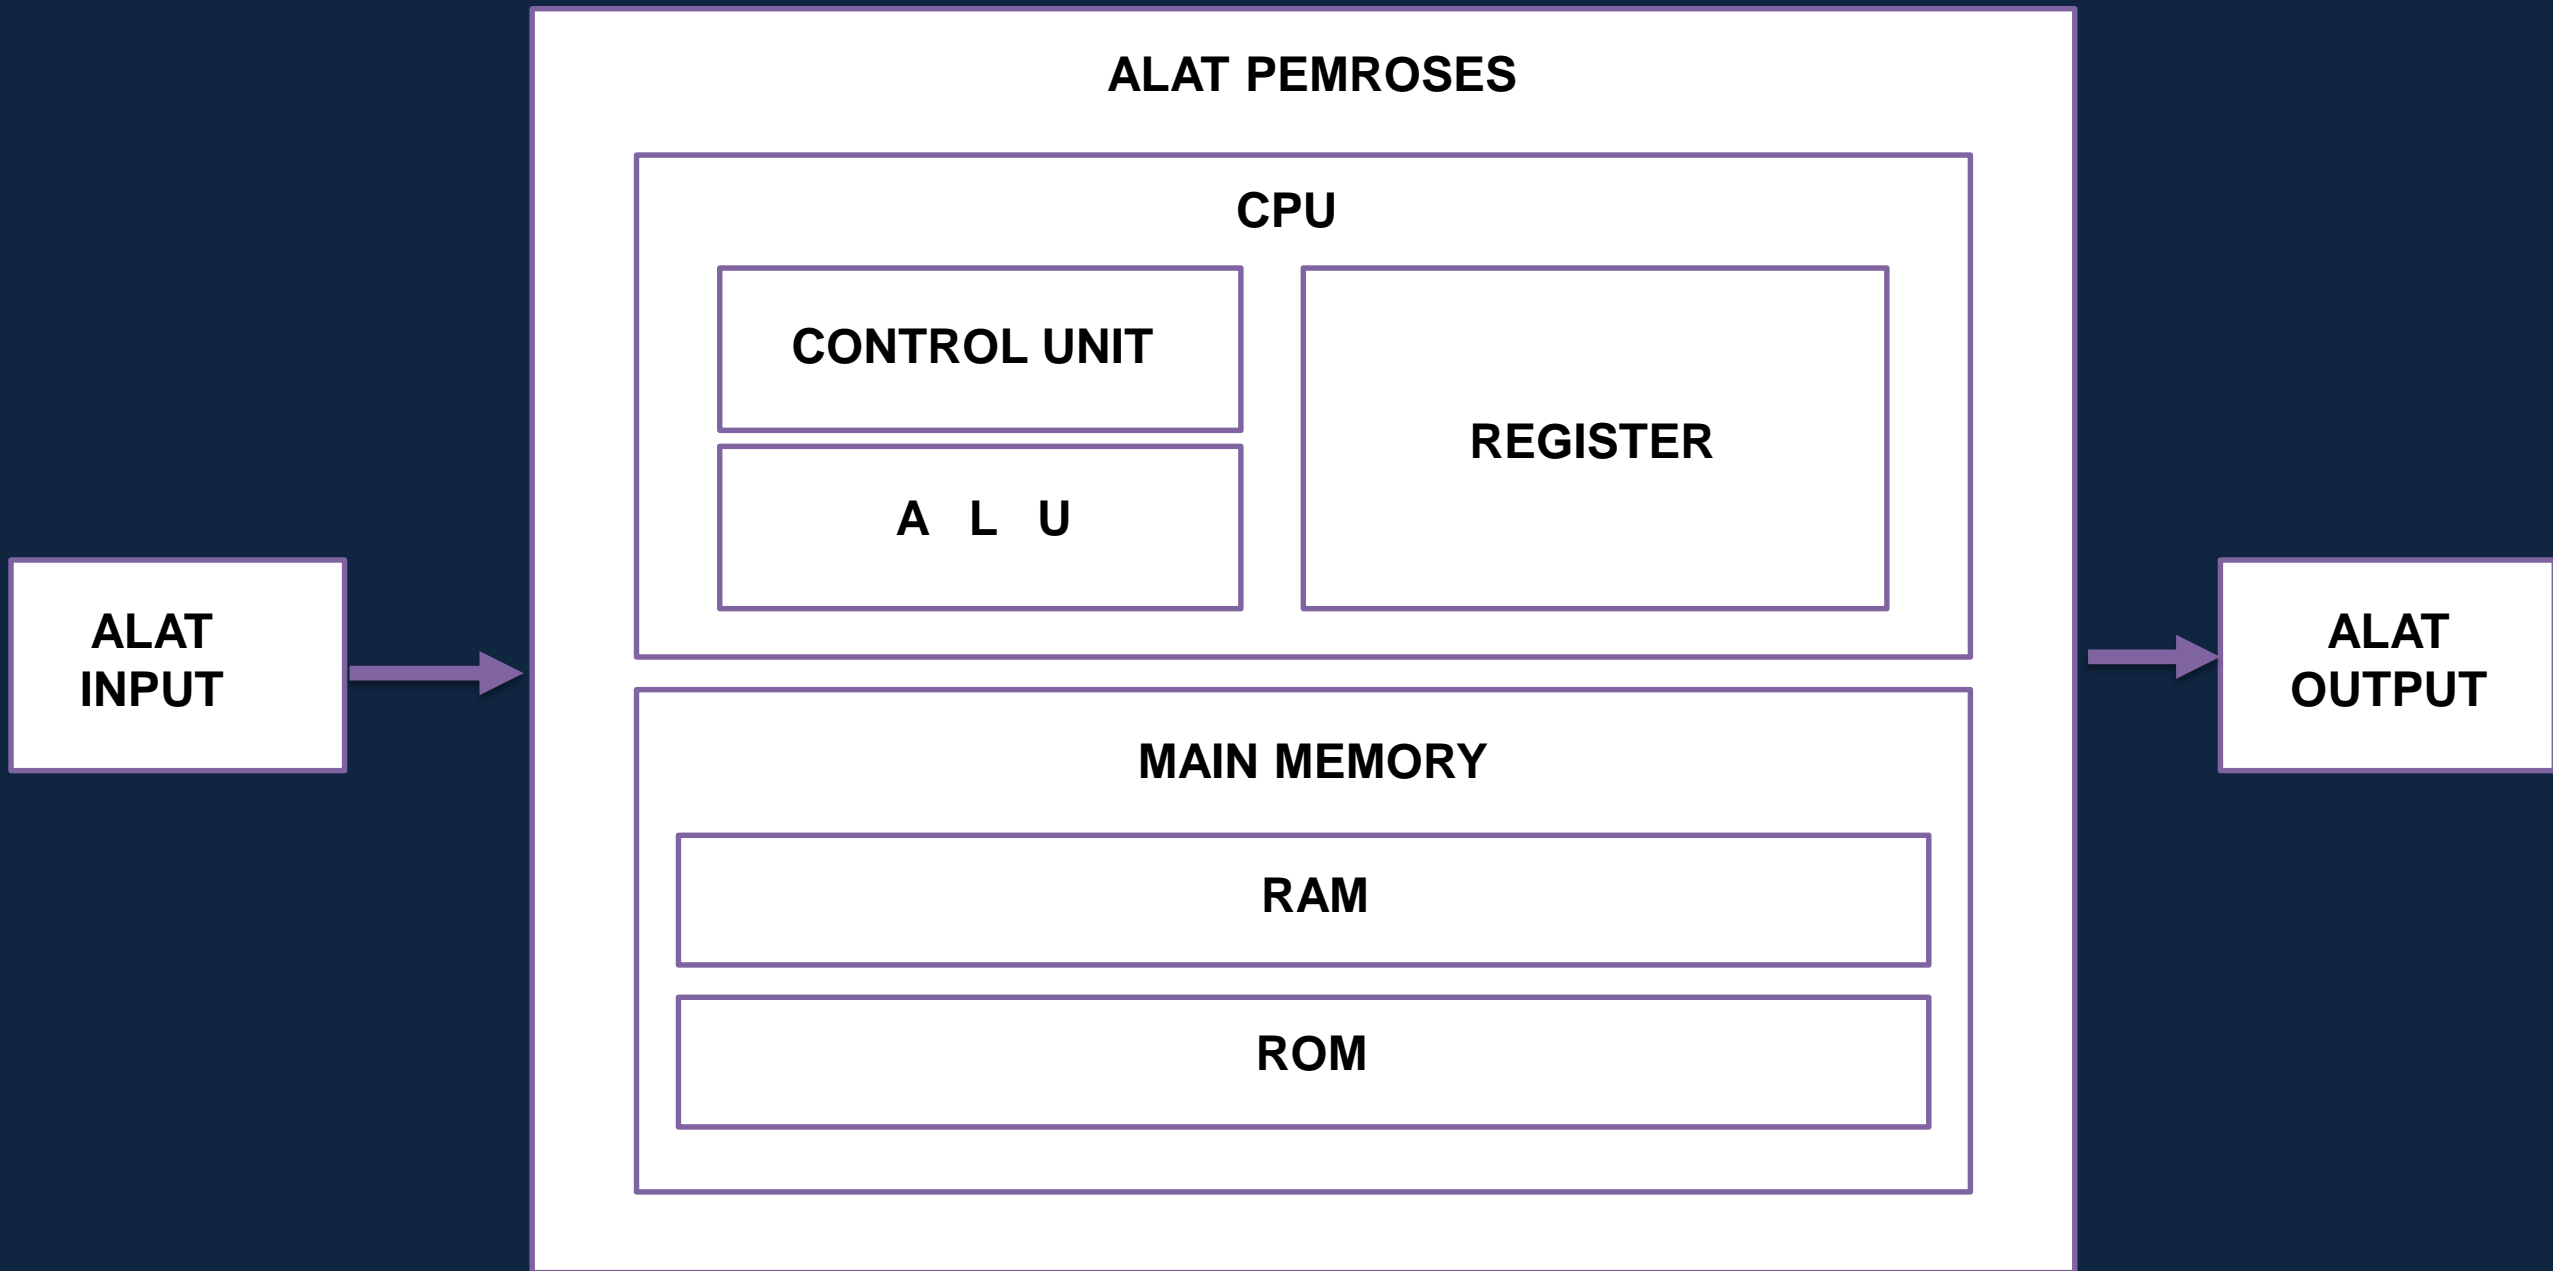 ALAT PEMROSES
CPU
CONTROL UNIT
A L U
REGISTER
ALAT
INPUT
ALAT
OUTPUT
MAIN MEMORY
RAM
ROM